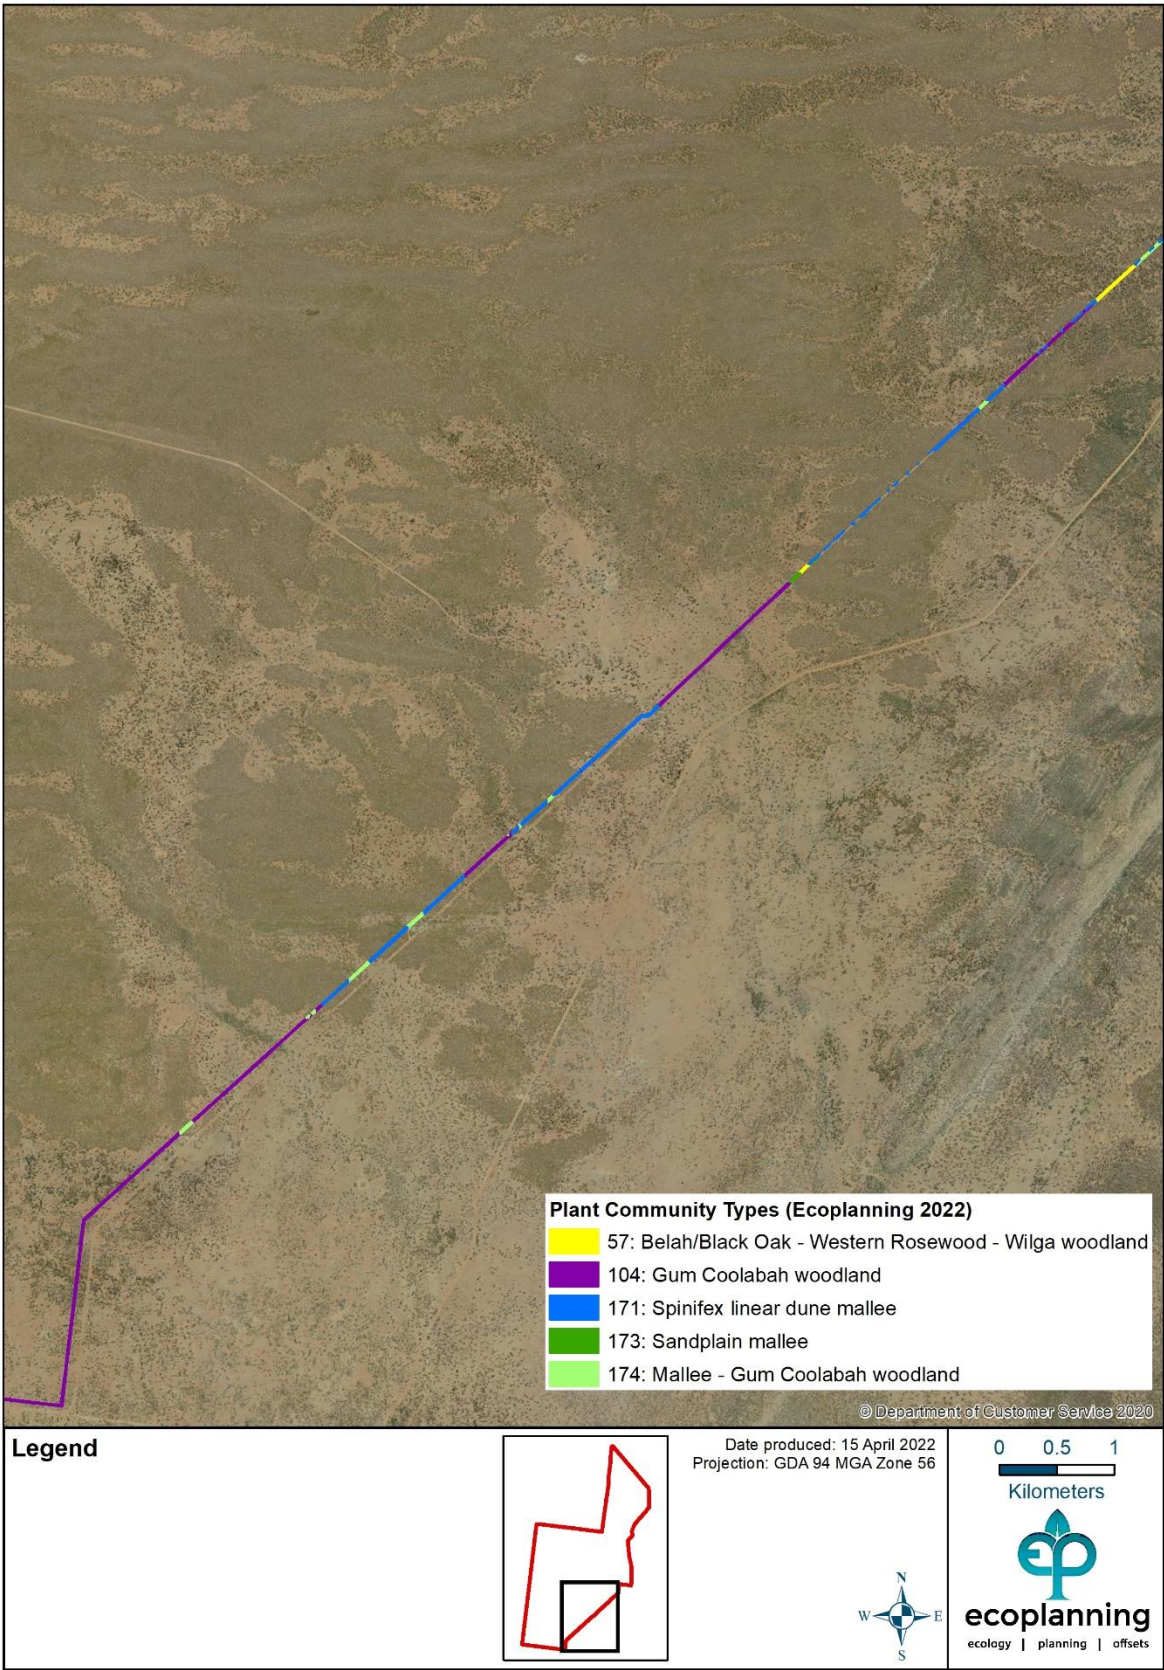 Plant Community Types (Ecoplanning 2022)
57: Belah/Black Oak - Western Rosewood - Wilga woodland
104: Gum Coolabah woodland
171: Spinifex linear dune mallee
173: Sandplain mallee
174: Mallee - Gum Coolabah woodland
© Department of Customer Service 2020
Legend
Date produced: 15 April 2022
Projection: GDA 94 MGA Zone 56
N
W E
S
0 0.5 1
Kilometers
ep
ecoplanning
ecology | planning | offsets